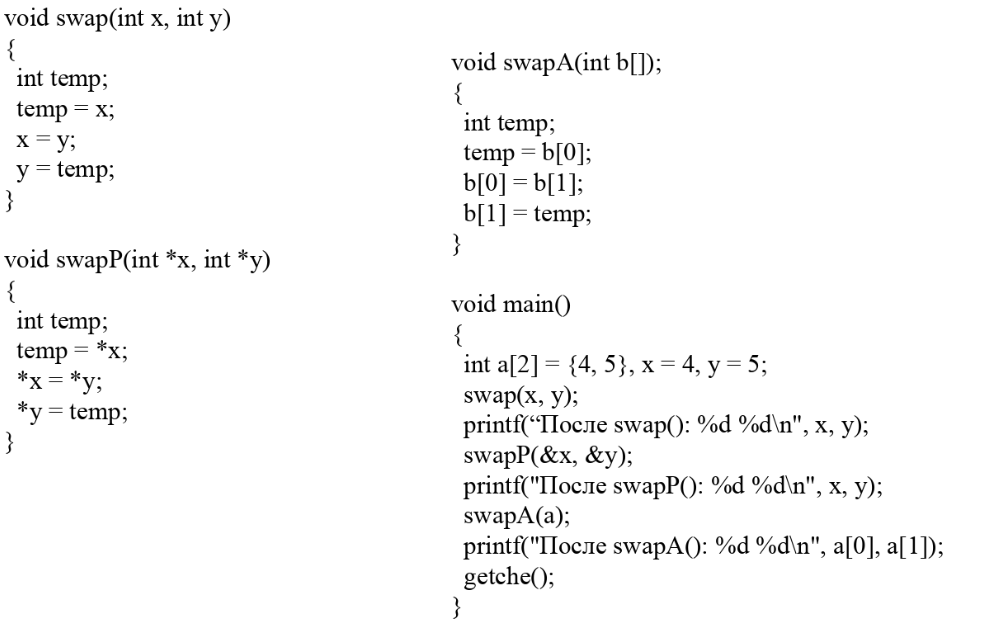 void swap(int x, int y)
{
int temp;
temp = x;
x = y;
y = temp;
}
void swapP(int *x, int *y)
{
int temp;
temp = *x;
*x = *y;
*y = temp;
}
void swapA(int b[]);
{
int temp;
temp = b[0];
b[0] = b[1];
b[1] = temp;
}
void main()
{
int a[2] = {4, 5}, x = 4, y = 5;
swap(x, y);
printf(“После swap(): %d %d\n", x, y);
swapP(&x, &y);
printf("После swapP(): %d %d\n", x, y);
swapA(a);
printf("После swapA(): %d %d\n", a[0], a[1]);
getche();
}